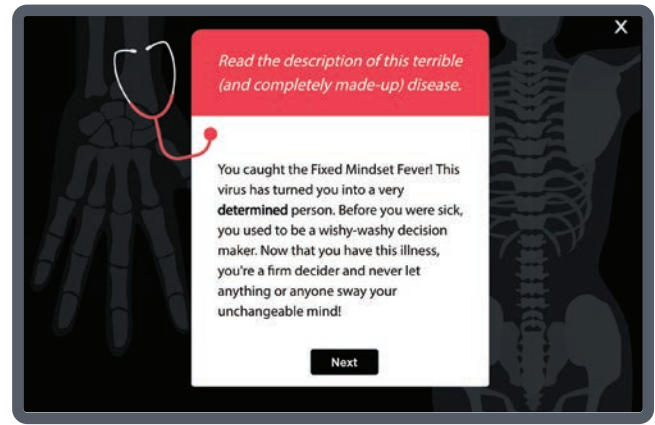 X
Read the description of this terrible
(and completely made-up) disease.
You caught the Fixed Mindset Fever! This
virus has turned you into a very
determined person. Before you were sick,
you used to be a wishy-washy decision
maker. Now that you have this illness,
you're a firm decider and never let
anything or anyone sway your
unchangeable mind!
Next